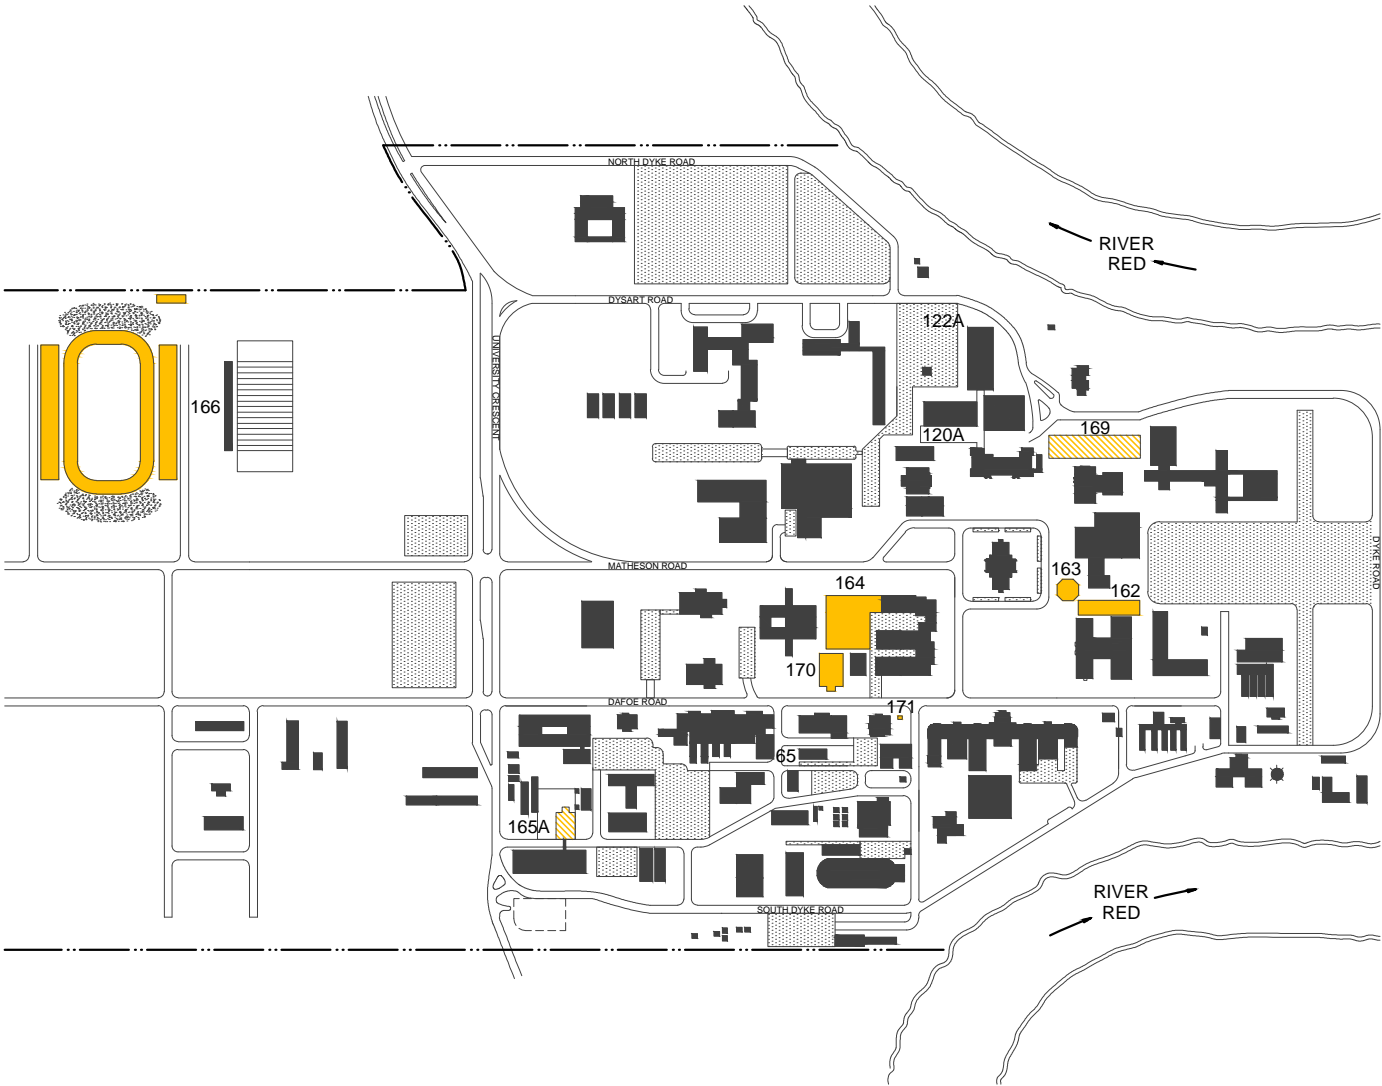 NORTH DYKE ROAD
RIVER
RED
DYSART ROAD
122A
UNIVERSITY CRESCENT
166
120A
169
DYKE ROAD
MATHESON ROAD
163
164
162
170
DAFOE ROAD
171
65
165A
RIVER
RED
SOUTH DYKE ROAD